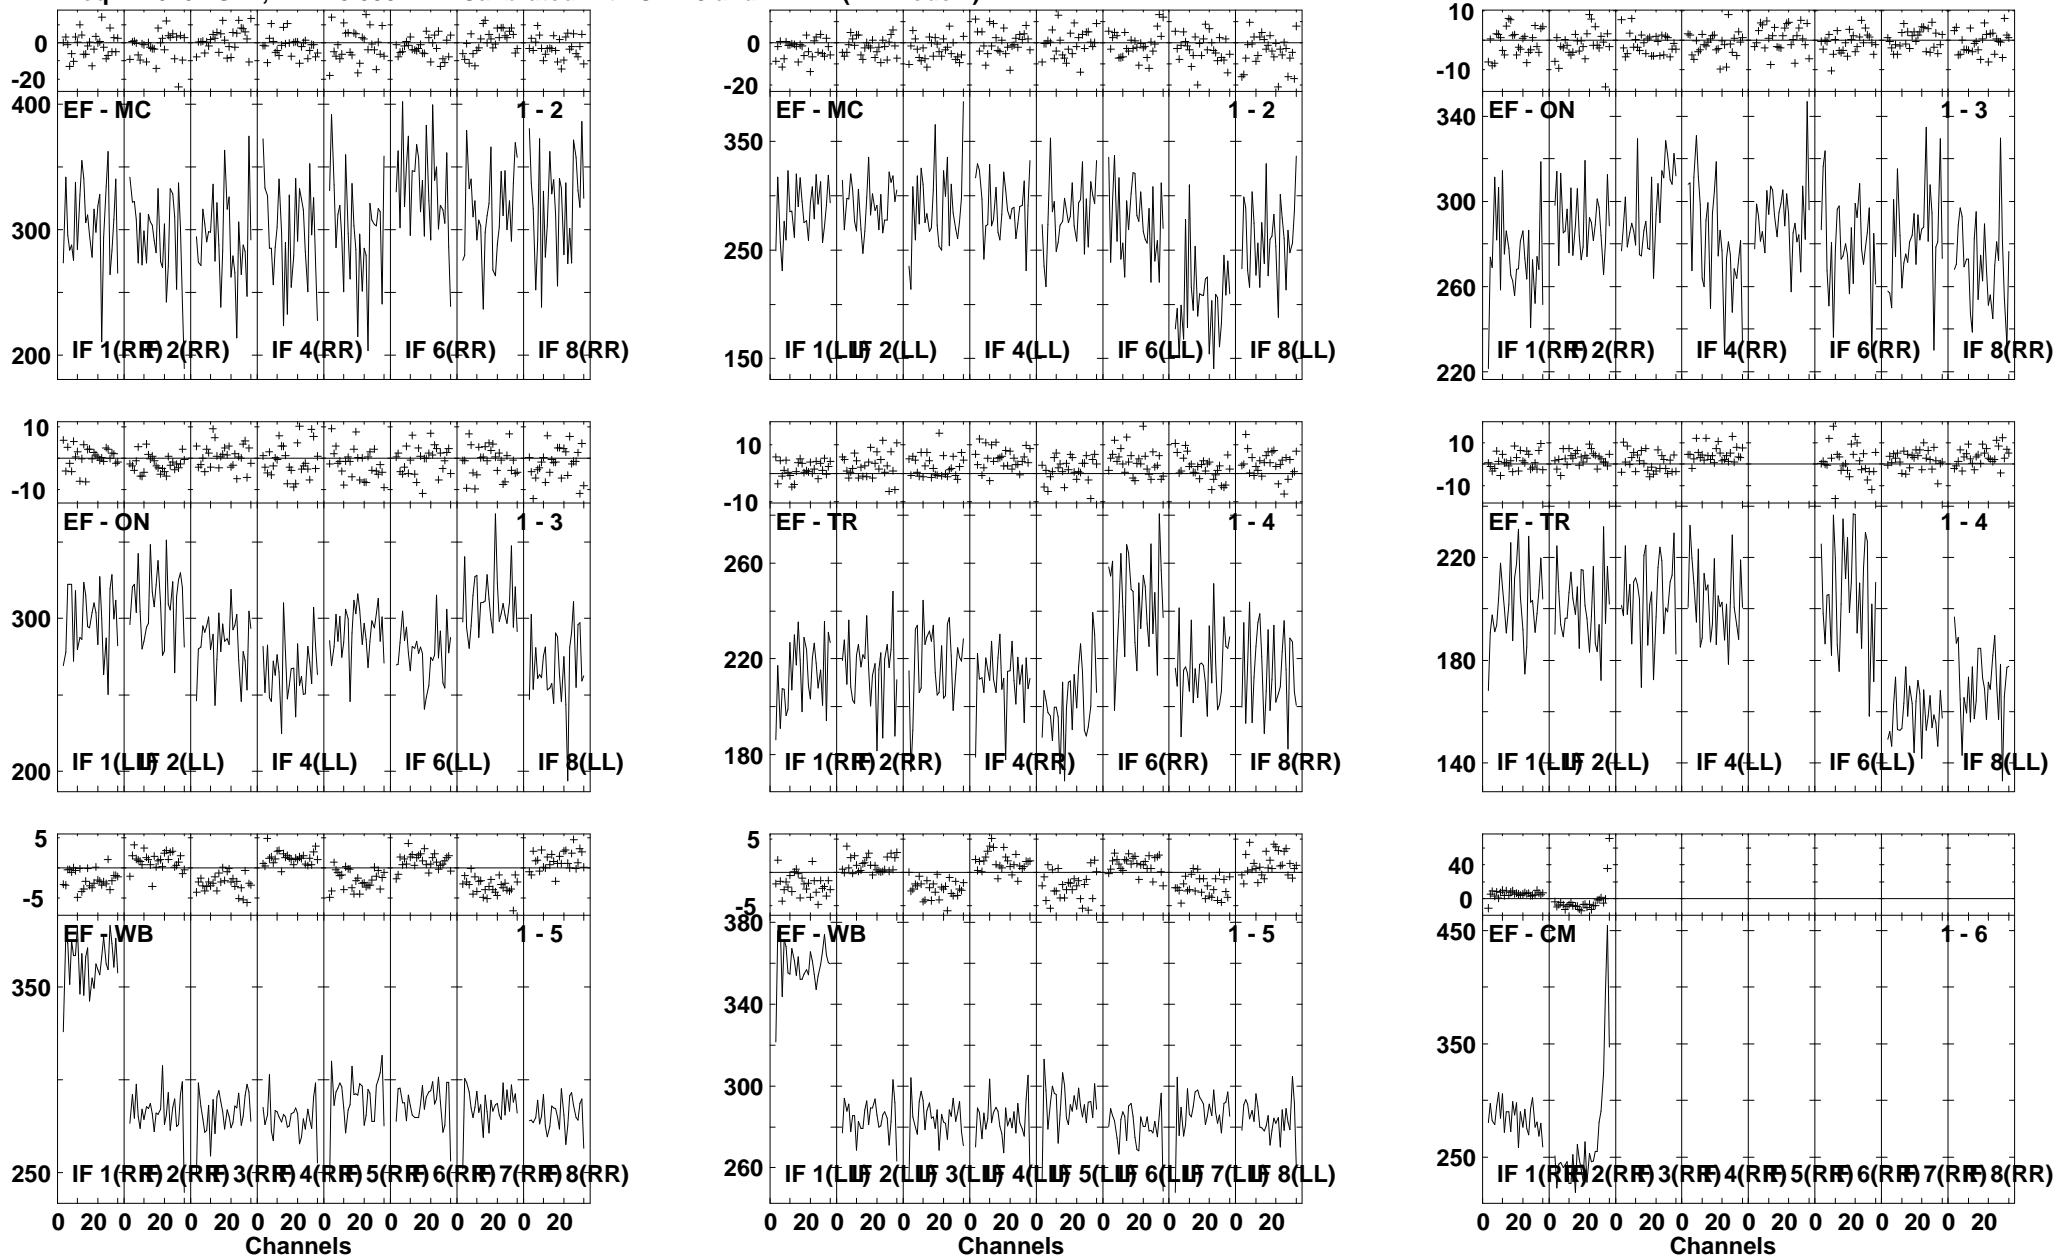 0
-20
400
EF - MC 1 - 2
300
200
IF 1(RR) IF 2(RR) IF 4(RR) IF 6(RR) IF 8(RR)
0
-20
EF - MC 1 - 2
350
250
150
IF 1(LL) IF 2(LL) IF 4(LL) IF 6(LL) IF 8(LL)
10
-10
EF - ON 1 - 3
340
300
260
220
IF 1(RR) IF 2(RR) IF 4(RR) IF 6(RR) IF 8(RR)
10
-10
EF - ON 1 - 3
300
200
IF 1(LL) IF 2(LL) IF 4(LL) IF 6(LL) IF 8(LL)
10
-10
EF - TR 1 - 4
260
220
180
IF 1(RR) IF 2(RR) IF 4(RR) IF 6(RR) IF 8(RR)
10
-10
EF - TR 1 - 4
220
180
140
IF 1(LL) IF 2(LL) IF 4(LL) IF 6(LL) IF 8(LL)
5
-5
EF - WB 1 - 5
350
250
IF 1(RR) IF 2(RR) IF 3(RR) IF 4(RR) IF 5(RR) IF 6(RR) IF 7(RR) IF 8(RR)
0 20 0 20 0 20 0 20 0 20 0 20 0 20 0 20
Channels
5
-5
380
EF - WB 1 - 5
340
300
260
IF 1(LL) IF 2(LL) IF 3(LL) IF 4(LL) IF 5(LL) IF 6(LL) IF 7(LL) IF 8(LL)
0 20 0 20 0 20 0 20 0 20 0 20 0 20 0 20
Channels
40
0
450
EF - CM 1 - 6
350
250
IF 1(RR) IF 2(RR) IF 3(RR) IF 4(RR) IF 5(RR) IF 6(RR) IF 7(RR) IF 8(RR)
0 20 0 20 0 20 0 20 0 20 0 20 0 20 0 20
Channels